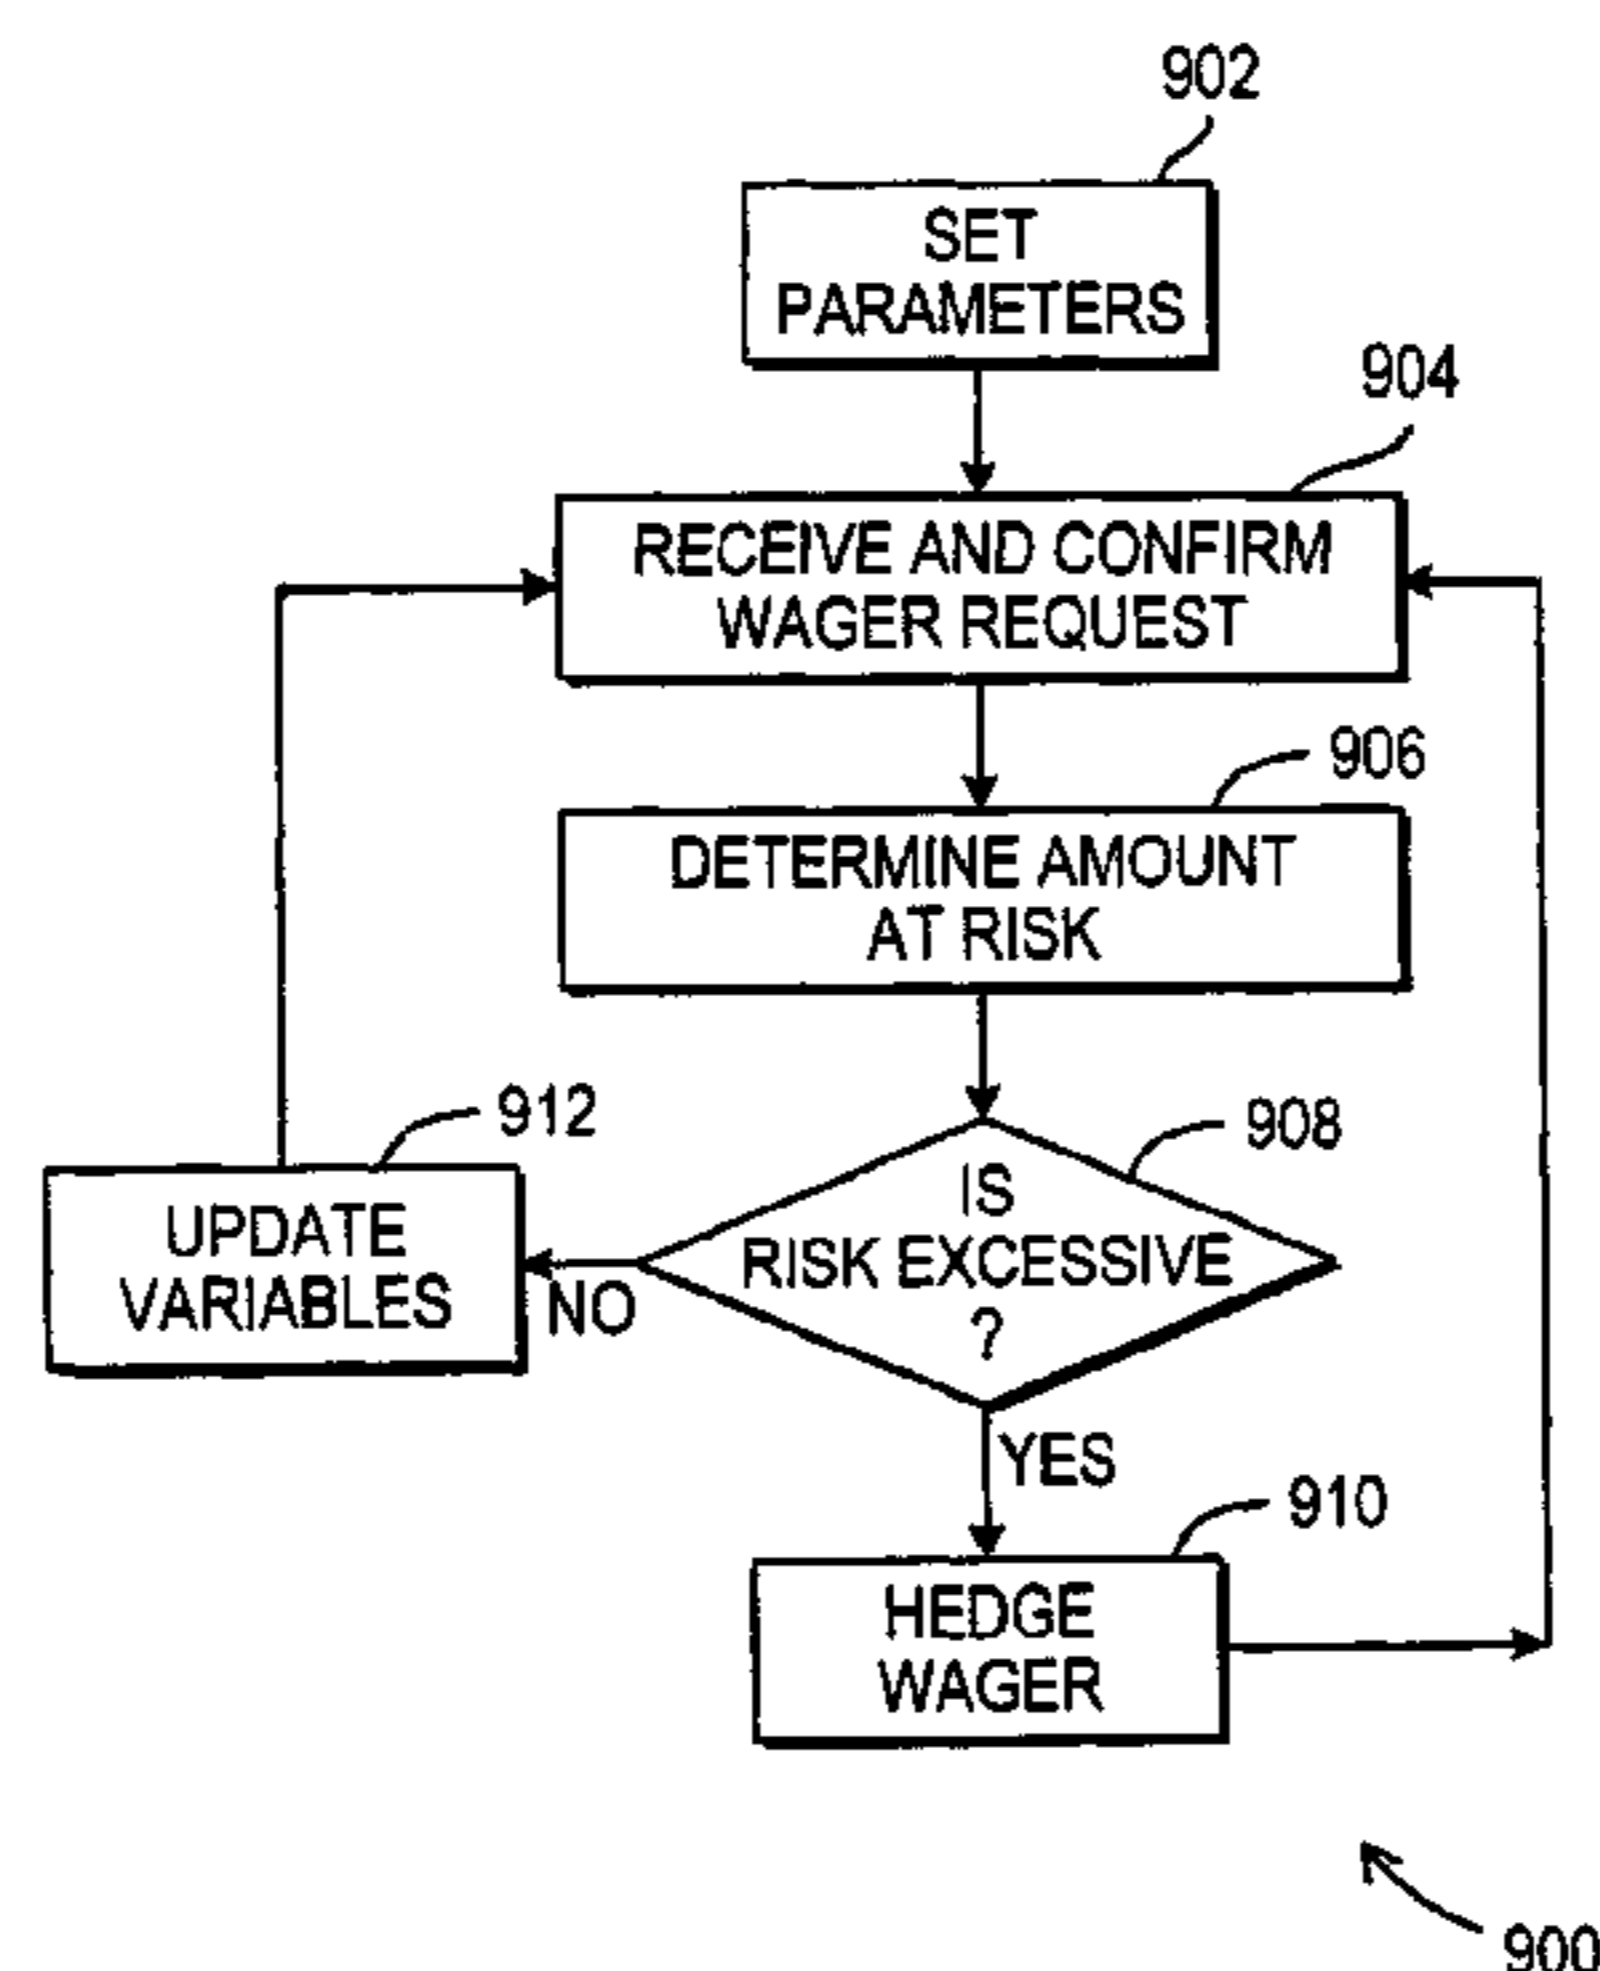 902
SET
PARAMETERS
904
RECEIVE AND CONFIRM
WAGER REQUEST
906
DETERMINE AMOUNT
AT RISK
912
908
UPDATE
VARIABLES
NO
IS
RISK EXCESSIVE
?
YES
910
HEDGE
WAGER
900